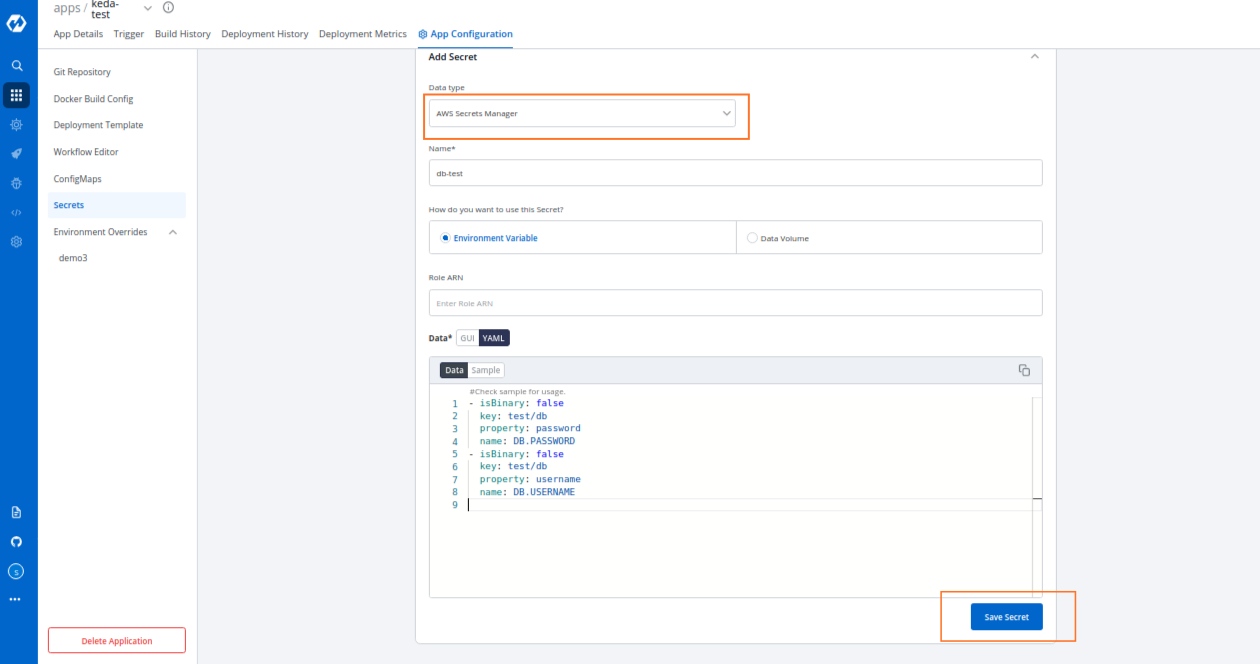 apps / keda-
test
App Details Trigger Build History Deployment History Deployment Metrics App Configuration
Git Repository
Docker Build Config
Deployment Template
Workflow Editor
ConfigMaps
Secrets
Environment Overrides
demo3
Delete Application
S
Add Secret
Data type
AWS Secrets Manager
Name*
db-test
How do you want to use this Secret?
Environment Variable
Data Volume
Role ARN
Enter Role ARN
Data* GUI YAML
Data Sample
#Check sample for usage.
1 - isBinary: false
2 key: test/db
3 property: password
4 name: DB.PASSWORD
5 - isBinary: false
6 key: test/db
7 property: username
8 name: DB.USERNAME
9
Save Secret